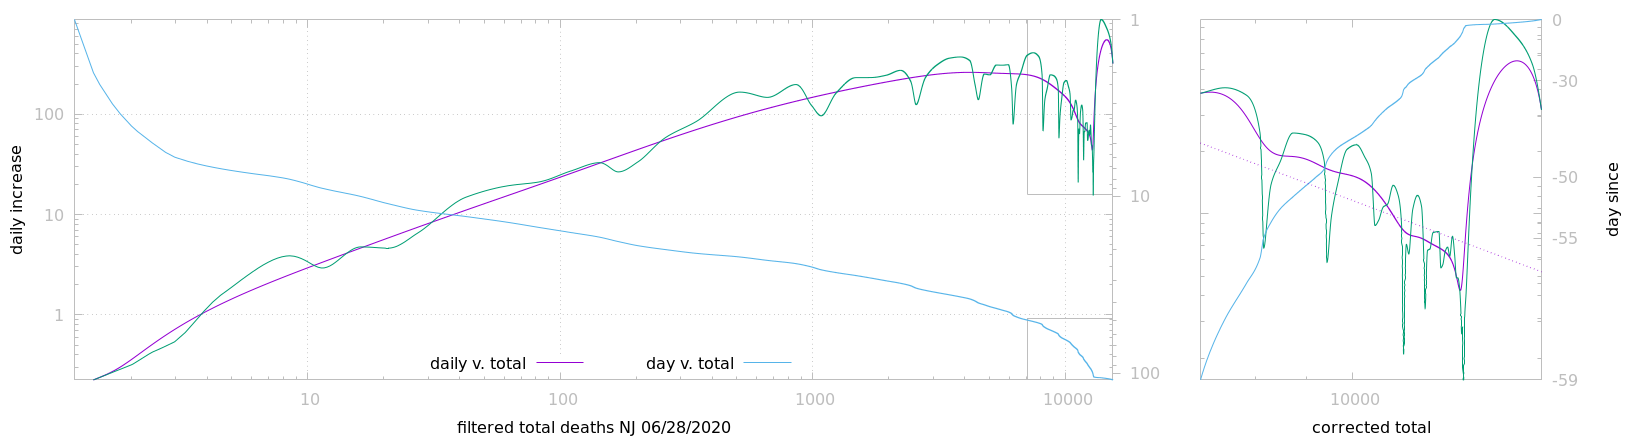 daily increase
100
10
1
10
100
1000
10000
1
10
100
daily v. total
day v. total
filtered total deaths NJ 06/28/2020
0
-30
-50
-55
-59
day since
10000
corrected total